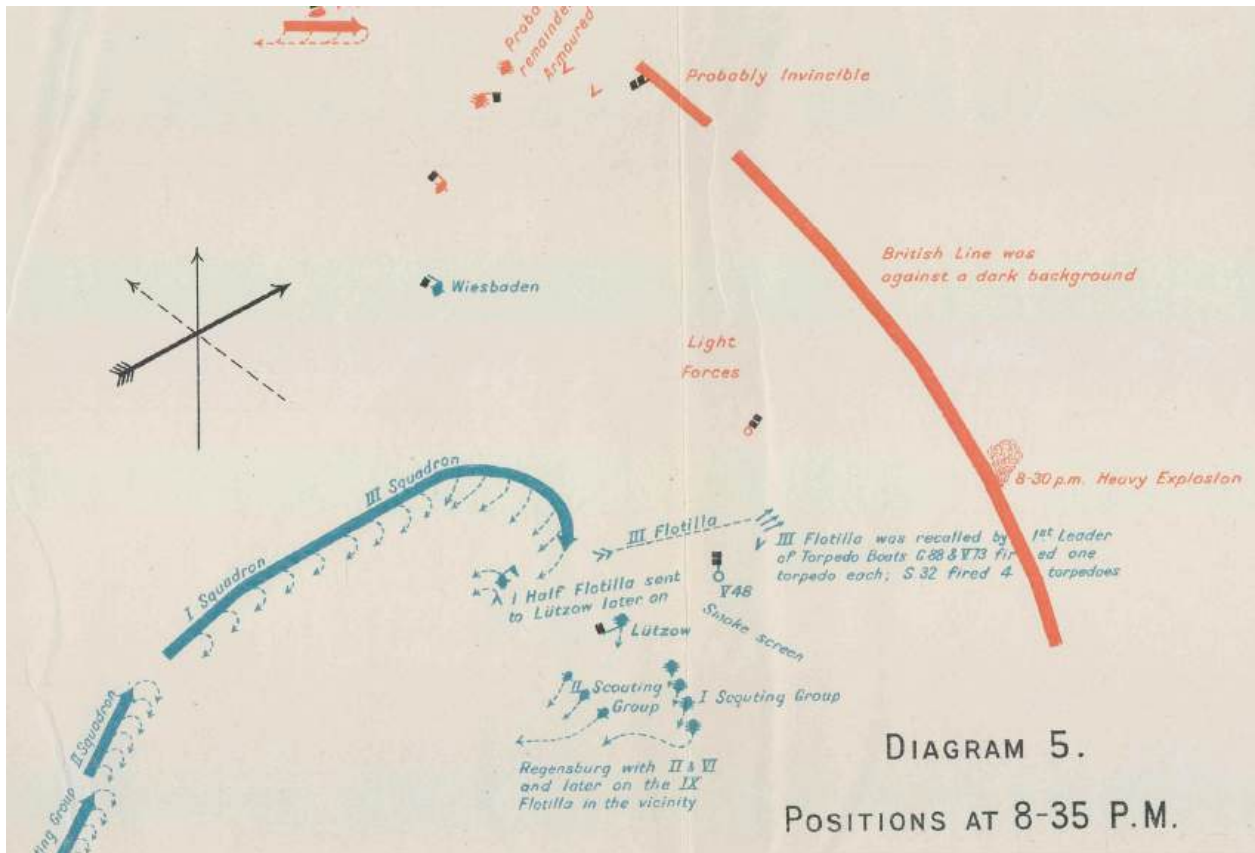 remainder
Armoured
Probably Invincible
British Line was
against a dark background
Wiesbaden
Light
Forces
8-30 p.m. Heavy Explosion
III Squadron
I Squadron
II Squadron
III Flotilla
III Flotilla was recalled by 1st Leader
of Torpedo Boats G 88 & V 73 fired one
torpedo each; S 32 fired 4 torpedoes
V48
Smoke screen
I Half Flotilla sent
to Lützow later on
Lützow
II Scouting
Group
I Scouting Group
Regensburg with II & VI
and later on the IX
Flotilla in the vicinity
Group
DIAGRAM 5.
POSITIONS AT 8-35 P.M.